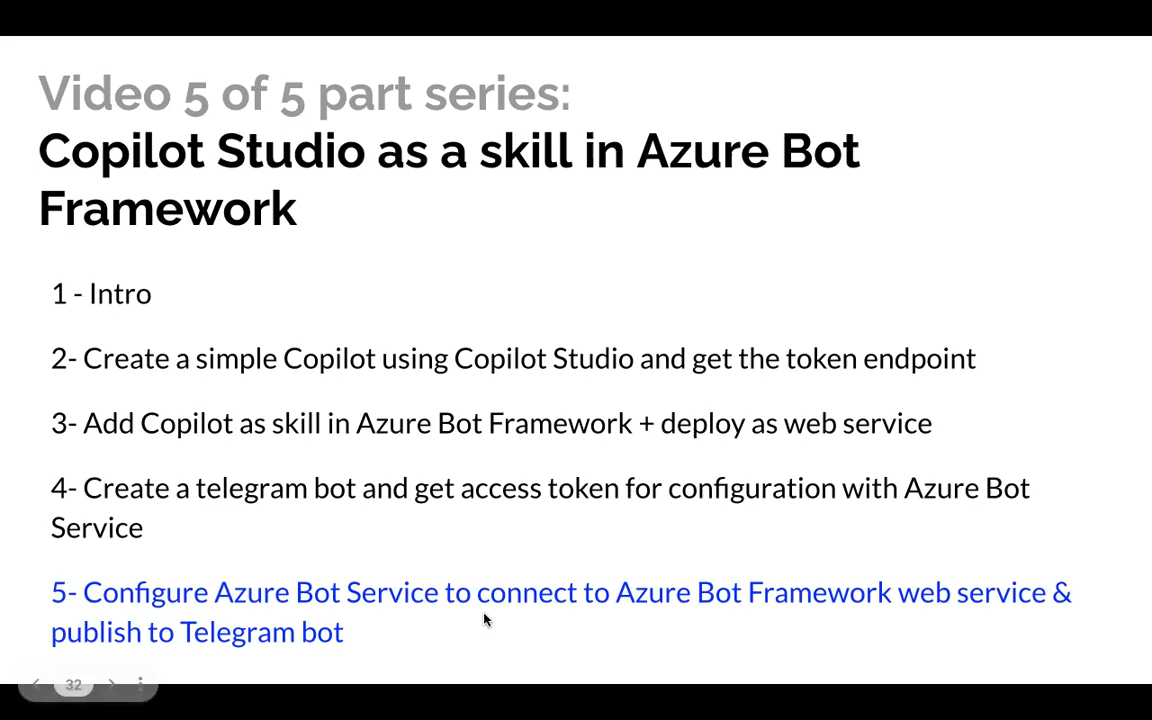 Video 5 of 5 part series:
Copilot Studio as a skill in Azure Bot
Framework
1 - Intro
2- Create a simple Copilot using Copilot Studio and get the token endpoint
3- Add Copilot as skill in Azure Bot Framework + deploy as web service
4- Create a telegram bot and get access token for configuration with Azure Bot
Service
5- Configure Azure Bot Service to connect to Azure Bot Framework web service &
publish to Telegram bot
32